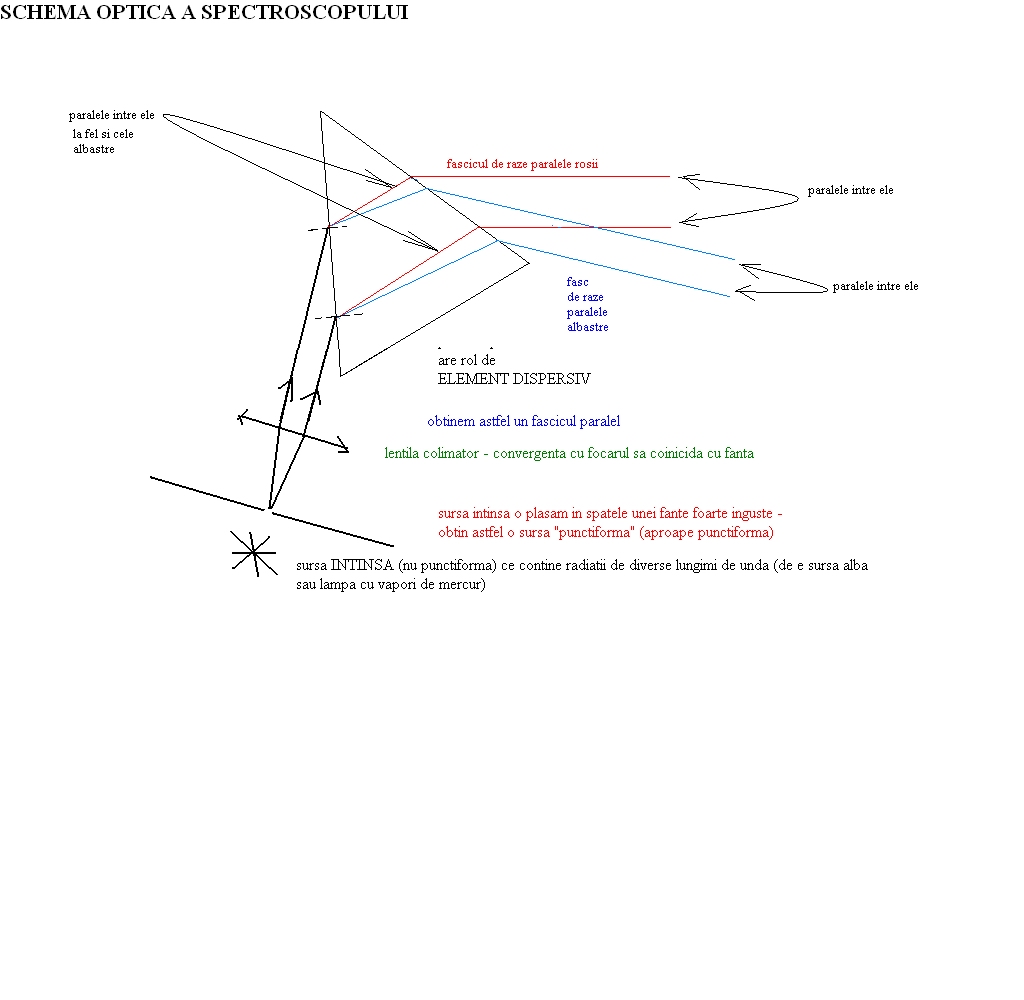 SCHEMA OPTICA A SPECTROSCOPULUI
paralele intre ele
la fel si cele
albastre
fascicul de raze paralele rosii
paralele intre ele
paralele intre ele
fasc
de raze
paralele
albastre
are rol de
ELEMENT DISPERSIV
obtinem astfel un fascicul paralel
lentila colimator - convergenta cu focarul sa coinicida cu fanta
sursa intinsa o plasam in spatele unei fante foarte inguste -
obtin astfel o sursa "punctiforma" (aproape punctiforma)
sursa INTINSA (nu punctiforma) ce contine radiatii de diverse lungimi de unda (de e sursa alba
sau lampa cu vapori de mercur)